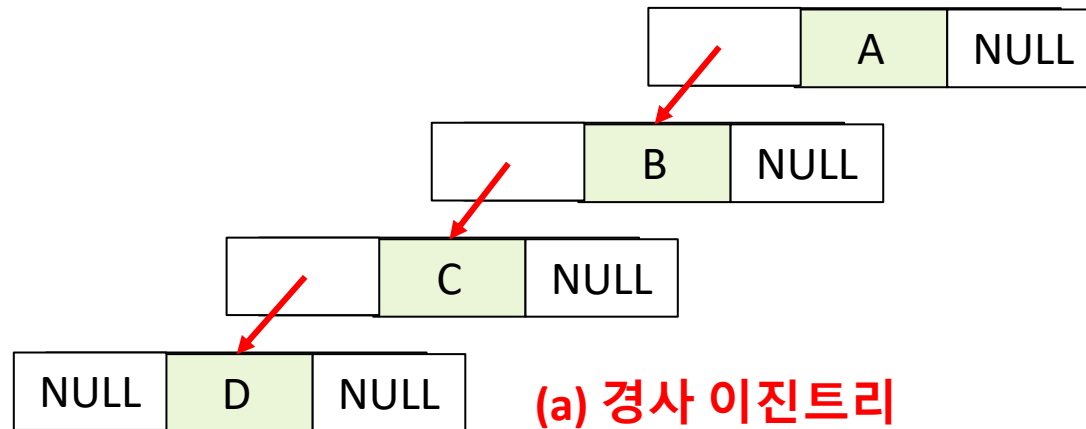 A NULL
B NULL
C NULL
NULL D NULL
(a) 경사 이진트리